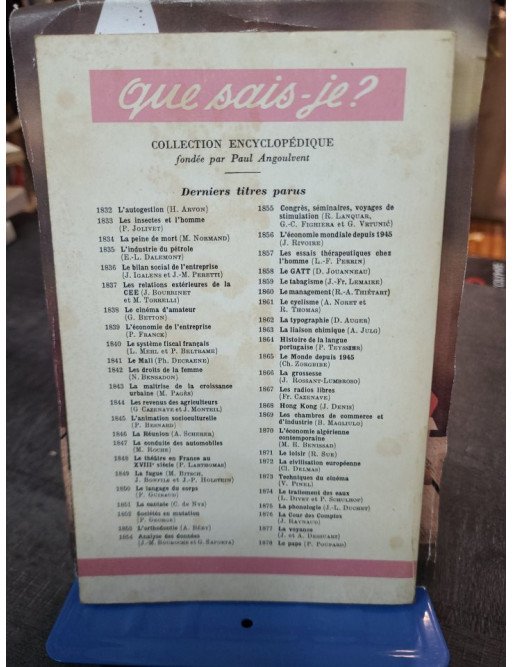 que sais-je?
COLLECTION ENCYCLOPÉDIQUE
fondée par Paul Angoulvent
Derniers titres parus
1832 L'autogestion (H. ARVON)
1833 Les insectes et l'homme
(P. JOLIVET)
1834 La peine de mort (M. NORMAND)
1835 L'industrie du pétrole
(E.-L. DALEMONT)
1836 Le bilan social de l'entreprise
(J. IGALENS et J.-M. PERETTI)
1837 Les relations extérieures de la
CEE (J. BOURRINET
et M. TORRELLI)
1838 Le cinéma d'amateur
(G. BETTON)
1839 L'économie de l'entreprise
(P. FRANCK)
1840 Le système fiscal français
(L. MEHL et P. BELTRAME)
1841 Le Mali (PH. DECRAENE)
1842 Les droits de la femme
(N. BENSADON)
1843 La maîtrise de la croissance
urbaine (M. PAGÈS)
1844 Les revenus des agriculteurs
(G CAZENAVE et J. MONTEIL)
1845 L'animation socioculturelle
(P. BESNARD)
1846 La Réunion (A. SCHERER)
1847 La conduite des automobiles
(M. ROCHE)
1848 Le théâtre en France au
XVIIIe siècle (P. LARTHOMAS)
1849 La fugue (M. BITSCH,
J. BONFILS et J.-P. HOLSTEIN)
1850 Le langage du corps
(P. GUIRAUD)
1851 La cantate (C. DE NYS)
1852 Sociétés en mutation
(P. GEORGE)
L'orthodontie (A. BÉRY)
1854 Analyse des données
(J.-M. BOUROCHE et G. SAPORTA)
1855 Congrès, séminaires, voyages de
stimulation (R. LANQUAR,
G.-C. FIGHIERA et G. VRTUNIĆ)
1856 L'économie mondiale depuis 1945
(J. RIVOIRE)
1857 Les essais thérapeutiques chez
l'homme (L.-F. PERRIN)
1858 Le GATT (D. JOUANNEAU)
1859 Le tabagisme (J.-FR. LEMAIRE)
1860 Le management (R.-A. THIÉTART)
1861 Le cyclisme (A. NORET et
R. THOMAS)
1862 La typographie (D. AUGER)
1863 La liaison chimique (A. JULG)
1864 Histoire de la langue
portugaise (P. TEYSSIER)
1865 Le Monde depuis 1945
(CH. ZORGBIBE)
1866 La grossesse
(J. ROSSANT-LUMBROSO)
1867 Les radios libres
(FR. CAZENAVE)
1868 Hong Kong (J. DENIS)
1869 Les chambres de commerce et
d'industrie (B. MAGLIULO)
1870 L'économie algérienne
contemporaine
(M. E. BENISSAD)
1871 Le loisir (R. SUE)
1872 La civilisation européenne
(CL. DELMAS)
1873 Techniques du cinéma
(V. PINEL)
1874 Le traitement des eaux
(L. DIVET et P. SCHULHOF)
1875 La phonologie (J.-L. DUCHET)
1876 La Cour des Comptes
(J. RAYNAUD)
1877 La voyance
(J. et A. DESSUART)
1878 Le pape (P. POUPARD)